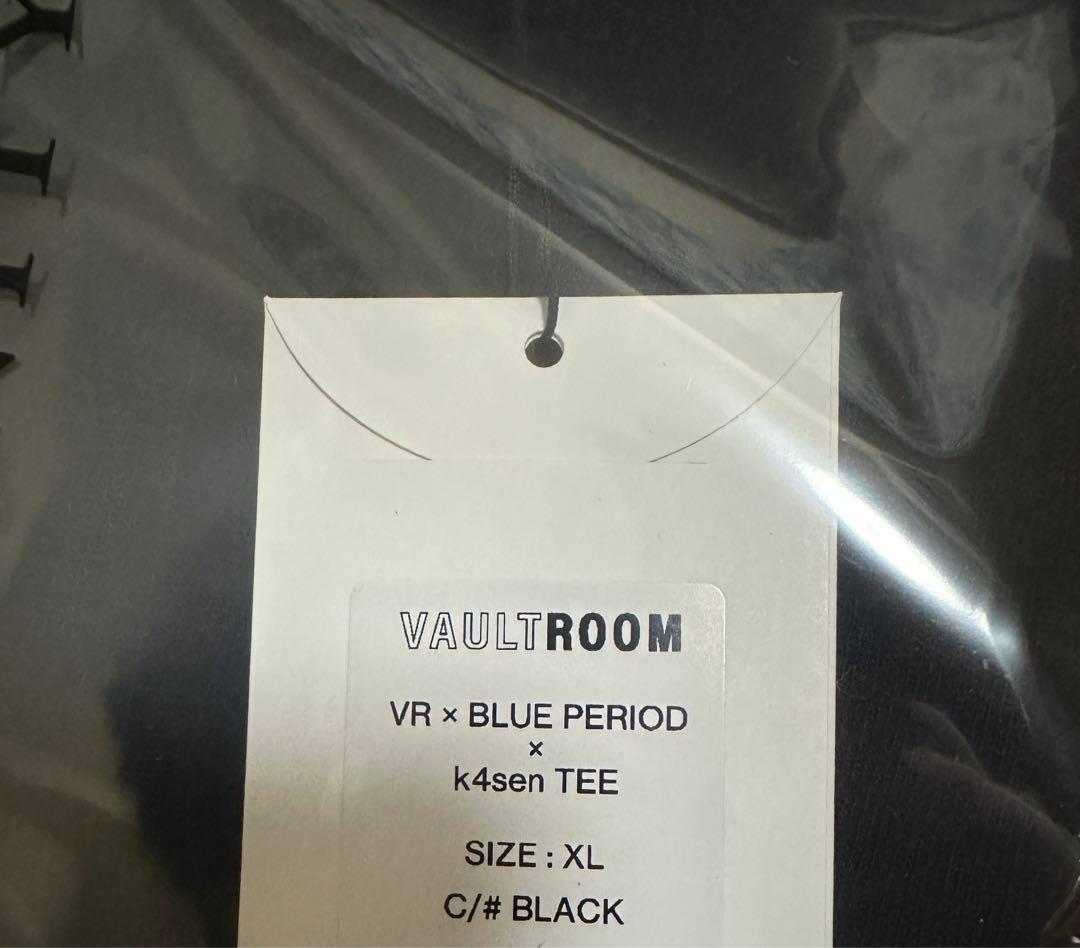 VAULTROOM
VR × BLUE PERIOD
×
k4sen TEE
SIZE : XL
C/# BLACK